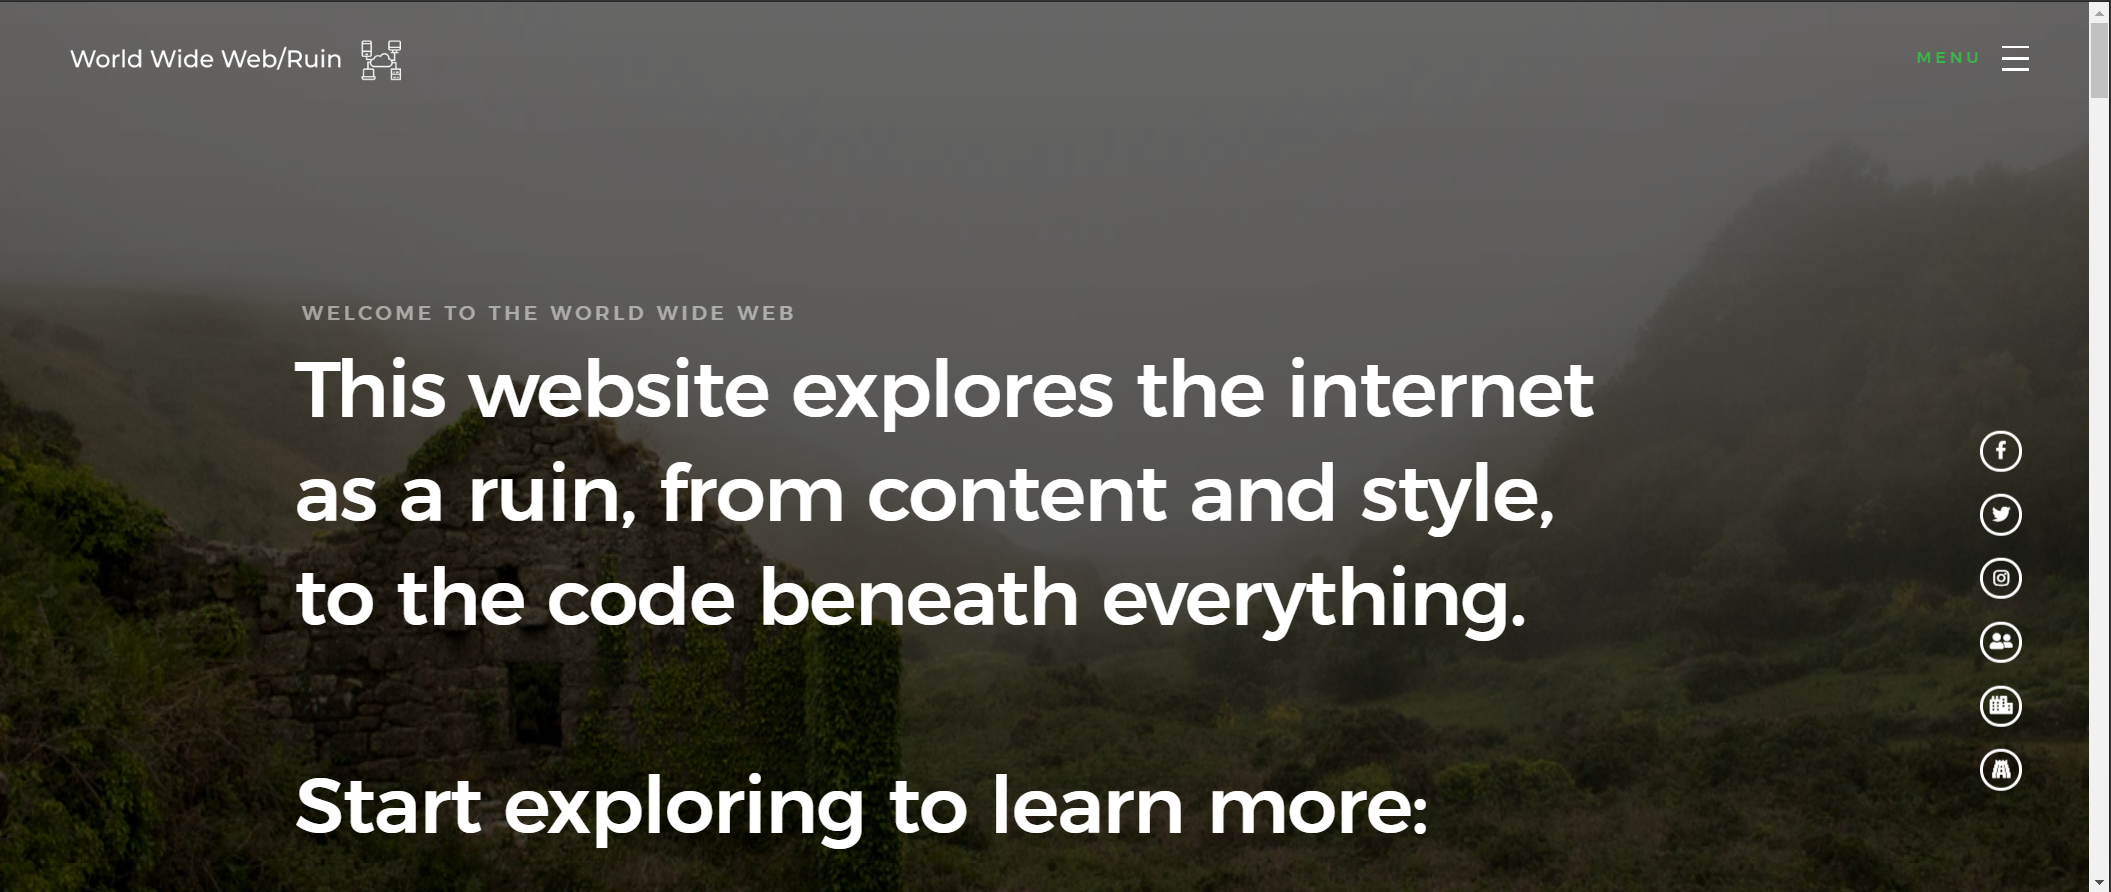 World Wide Web/Ruin
MENU
WELCOME TO THE WORLD WIDE WEB
This website explores the internet
as a ruin, from content and style,
to the code beneath everything.
Start exploring to learn more: